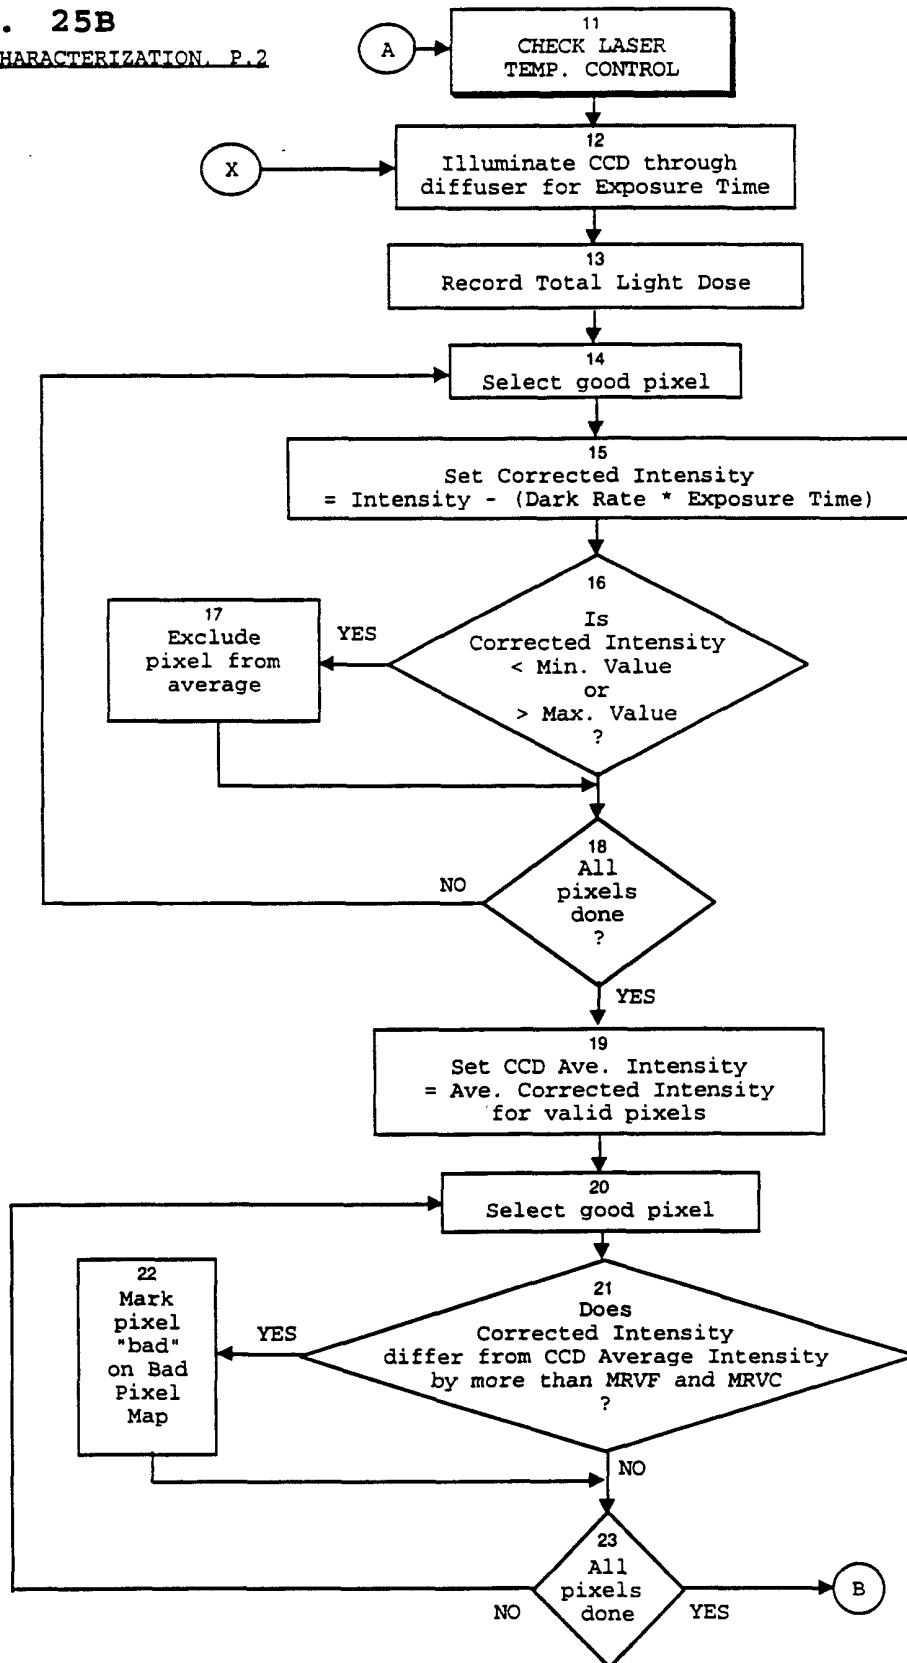 . 25B
HARACTERIZATION, P.2
A
11
CHECK LASER
TEMP. CONTROL
X
12
Illuminate CCD through
diffuser for Exposure Time
13
Record Total Light Dose
14
Select good pixel
15
Set Corrected Intensity
= Intensity - (Dark Rate * Exposure Time)
16
Is
Corrected Intensity
< Min. Value
or
> Max. Value
?
YES
17
Exclude
pixel from
average
18
All
pixels
done
?
NO
YES
19
Set CCD Ave. Intensity
= Ave. Corrected Intensity
for valid pixels
20
Select good pixel
21
Does
Corrected Intensity
differ from CCD Average Intensity
by more than MRVF and MRVC
?
YES
22
Mark
pixel
"bad"
on Bad
Pixel
Map
NO
23
All
pixels
done
NO
YES
B